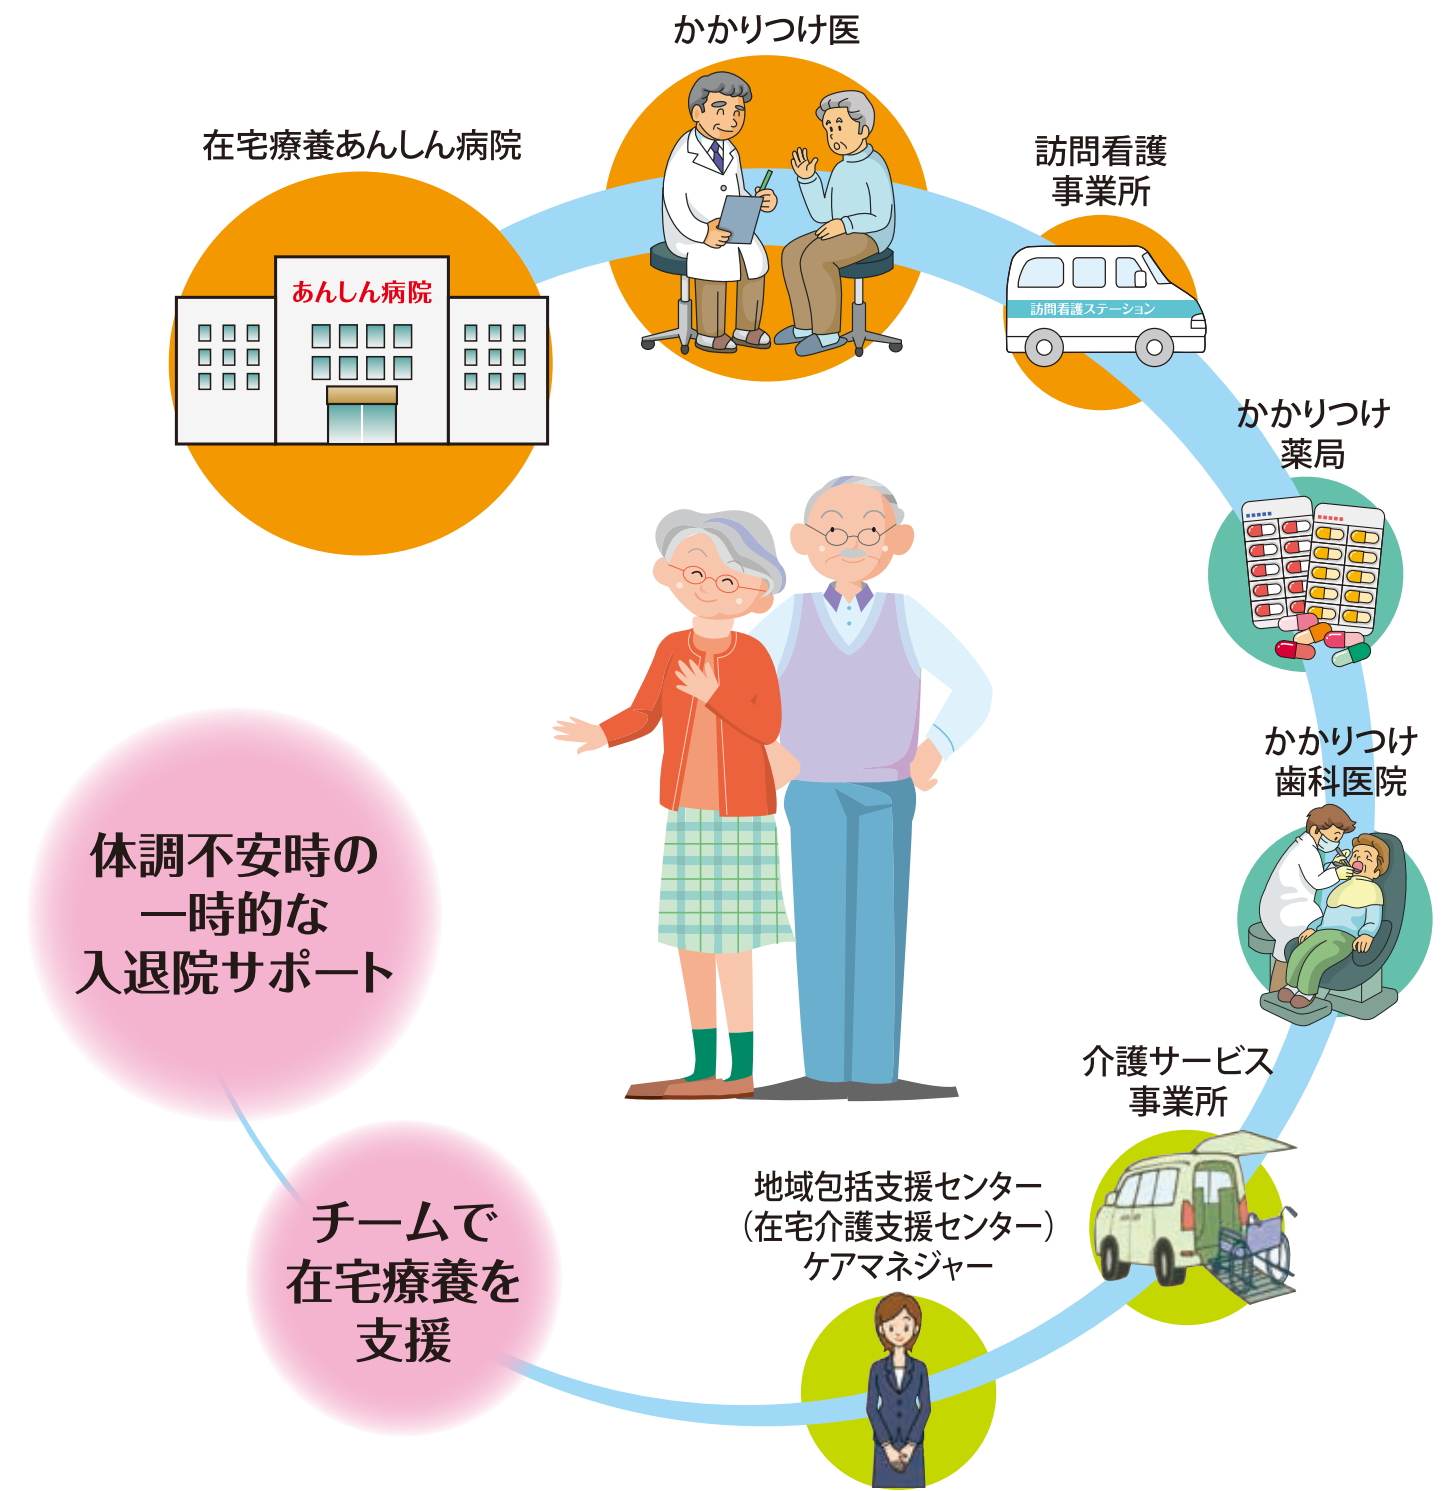 かかりつけ医
在宅療養あんしん病院
あんしん病院
訪問看護
事業所
訪問看護ステーション
かかりつけ
薬局
かかりつけ
歯科医院
介護サービス
事業所
地域包括支援センター
（在宅介護支援センター）
ケアマネジャー
体調不安時の
一時的な
入退院サポート
チームで
在宅療養を
支援